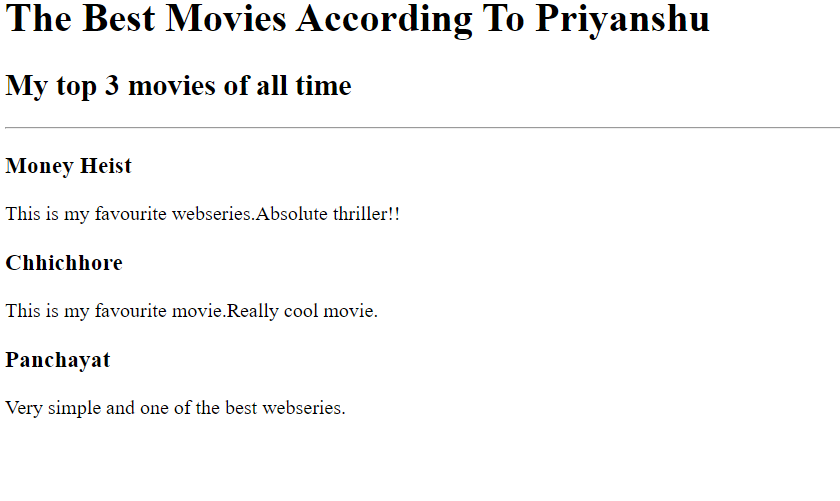 The Best Movies According To Priyanshu
My top 3 movies of all time
Money Heist
This is my favourite webseries.Absolute thriller!!
Chhichhore
This is my favourite movie.Really cool movie.
Panchayat
Very simple and one of the best webseries.